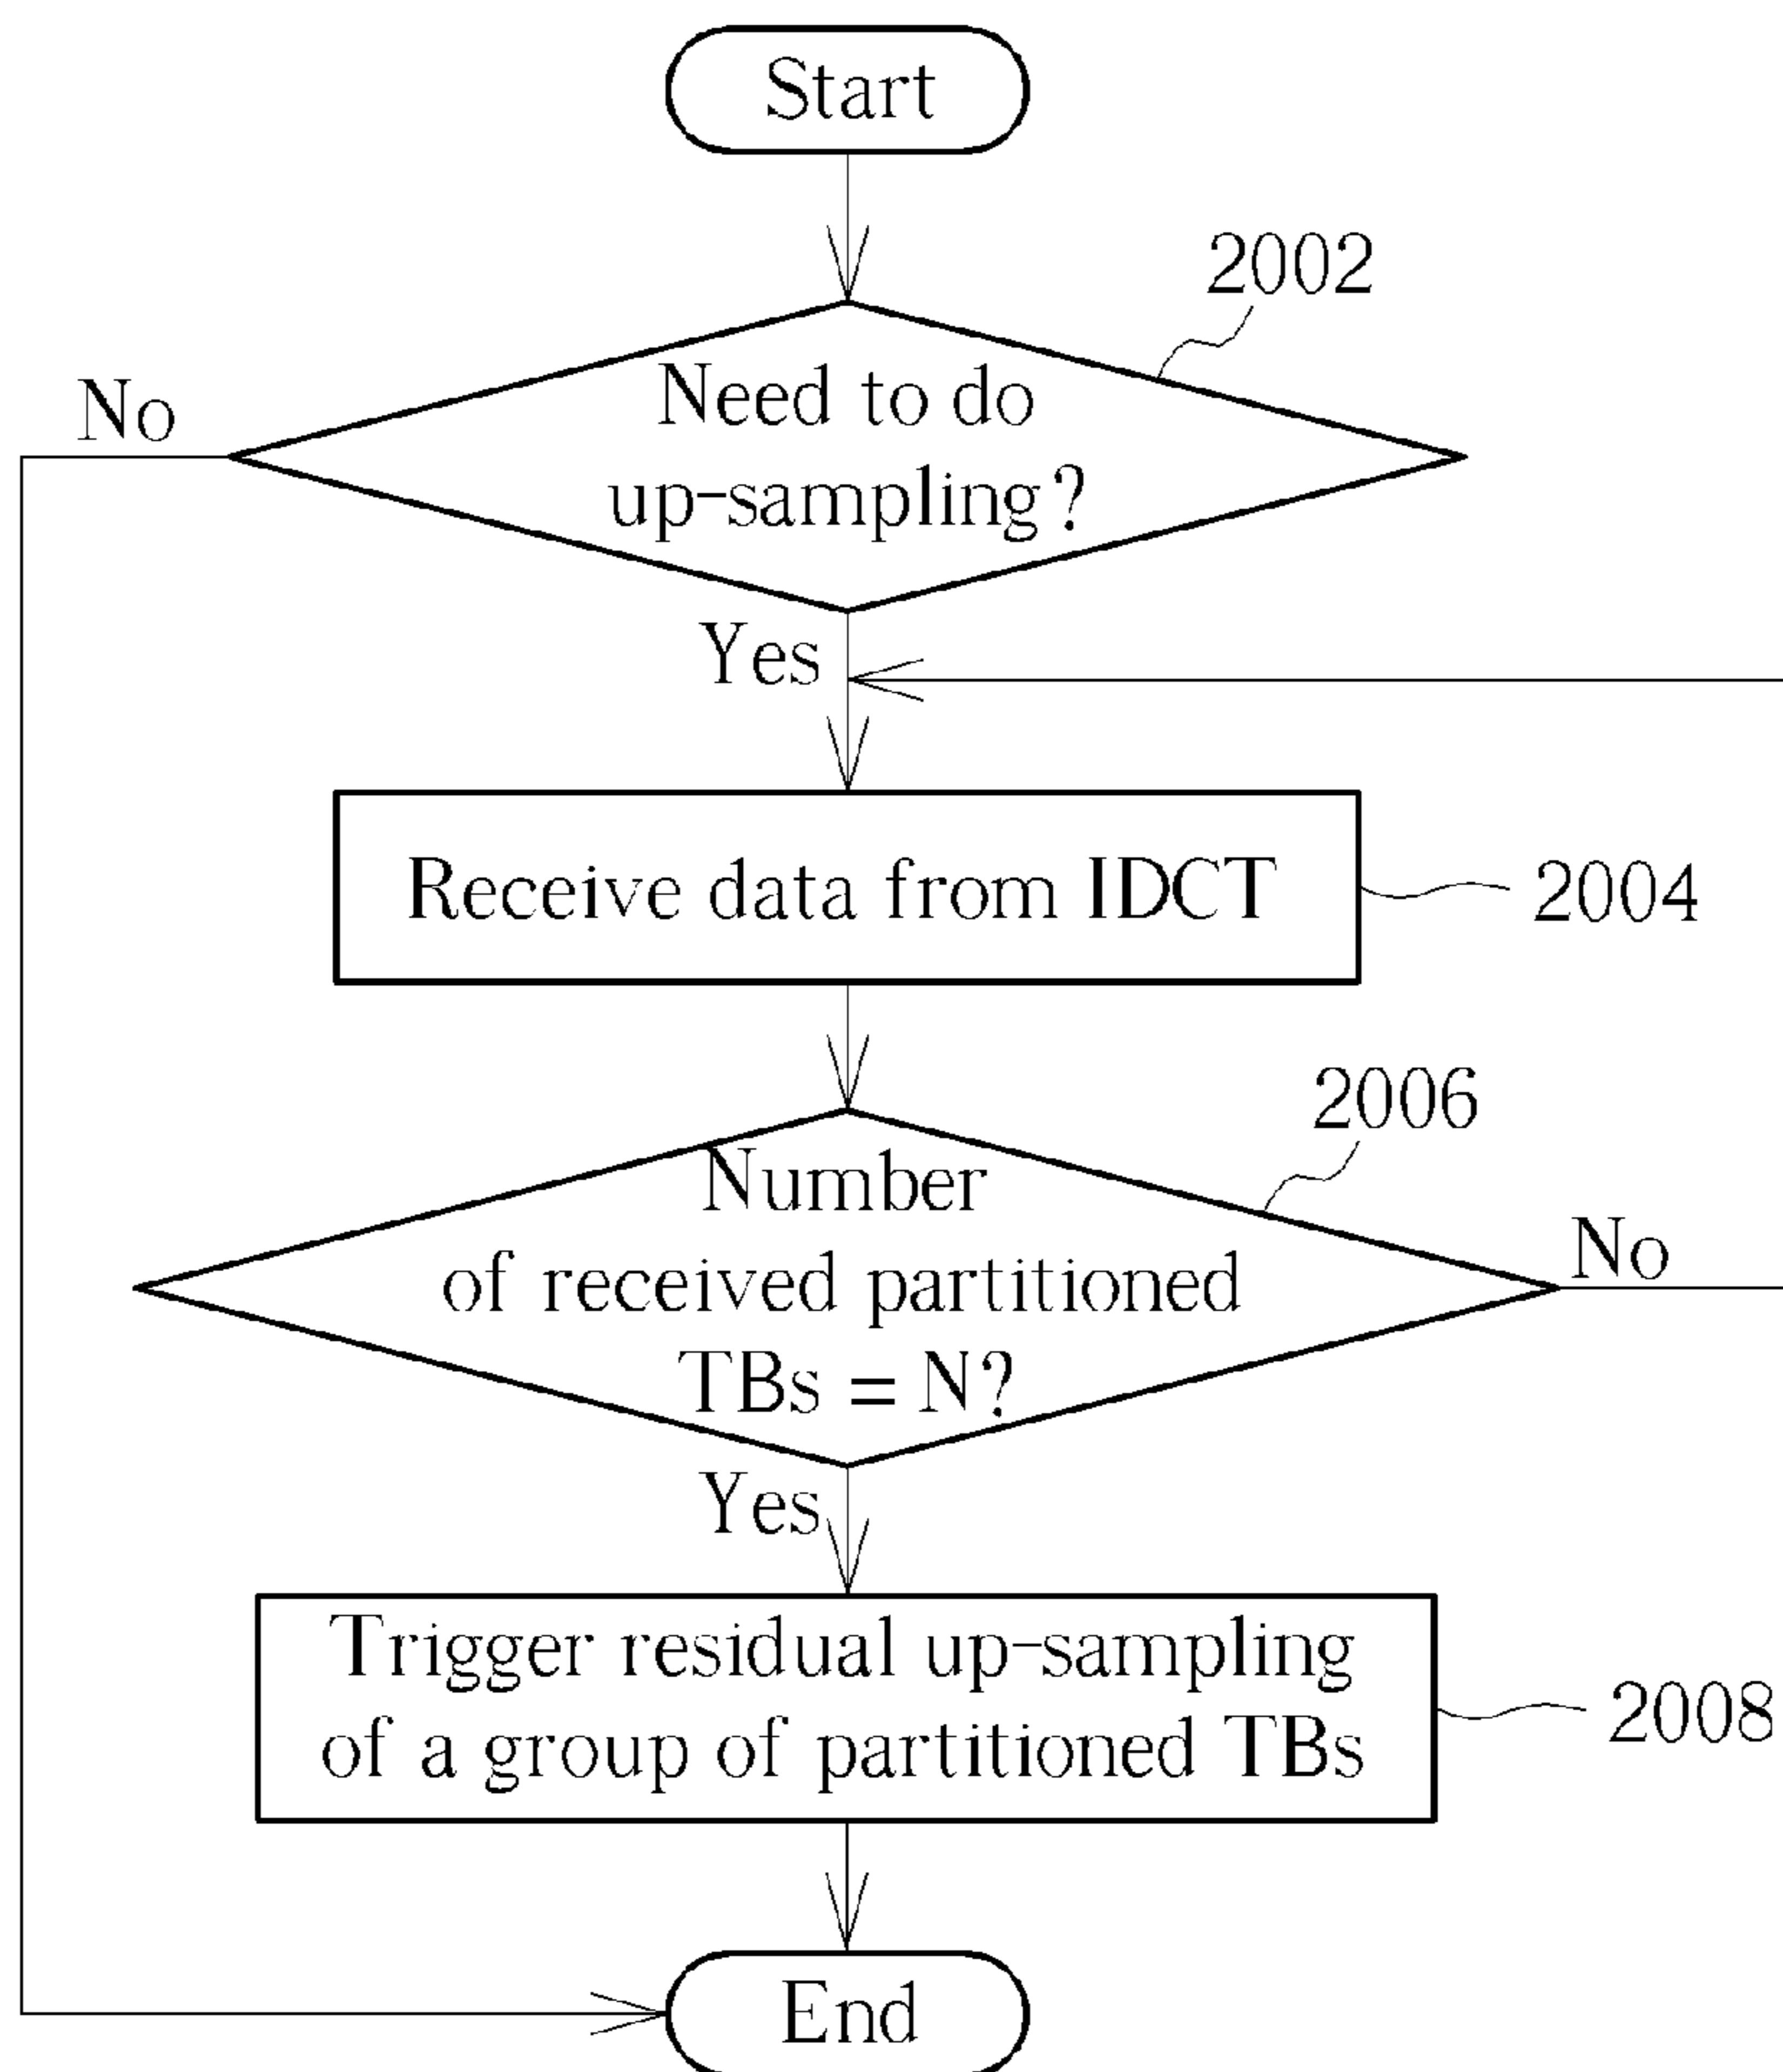 Start
2002
No
Need to do
up-sampling?
Yes
Receive data from IDCT
2004
2006
Number
of received partitioned
TBs = N?
No
Yes
Trigger residual up-sampling
of a group of partitioned TBs
2008
End